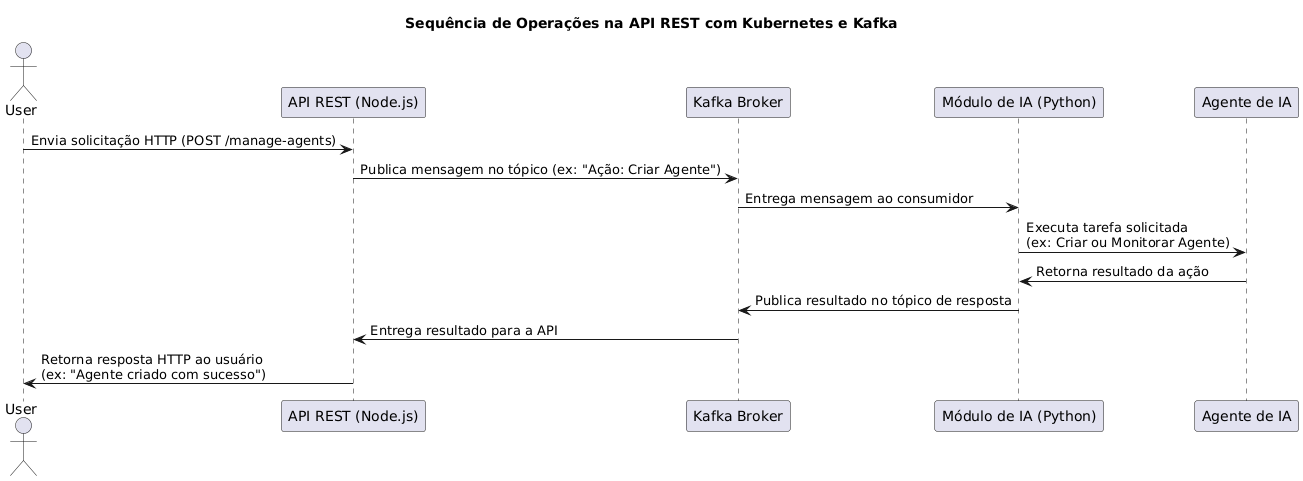 Sequência de Operações na API REST com Kubernetes e Kafka
User
API REST (Node.js)
Kafka Broker
Módulo de IA (Python)
Agente de IA
Envia solicitação HTTP (POST /manage-agents)
Publica mensagem no tópico (ex: "Ação: Criar Agente")
Entrega mensagem ao consumidor
Executa tarefa solicitada
(ex: Criar ou Monitorar Agente)
Retorna resultado da ação
Publica resultado no tópico de resposta
Entrega resultado para a API
Retorna resposta HTTP ao usuário
(ex: "Agente criado com sucesso")
User
API REST (Node.js)
Kafka Broker
Módulo de IA (Python)
Agente de IA